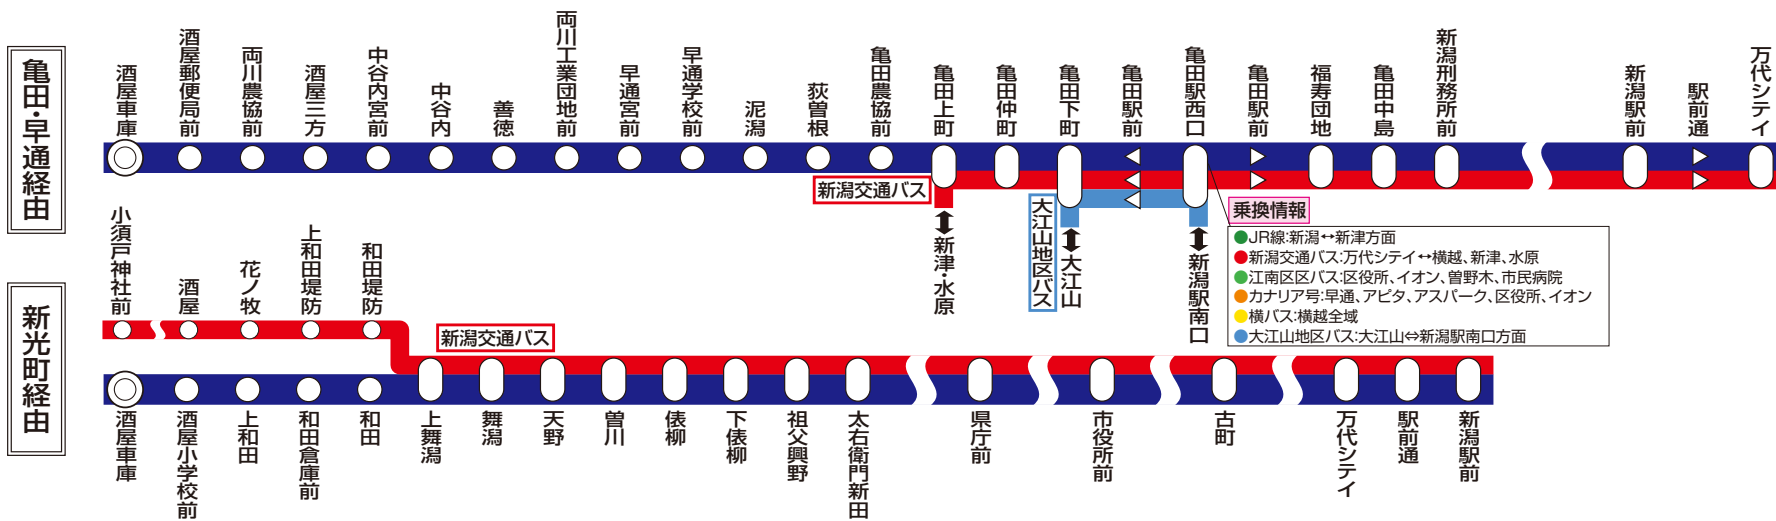 亀田・早通経由
酒屋車庫
酒屋郵便局前
両川農協前
酒屋三方
中谷内宮前
中谷内
善徳
両川工業団地前
早通宮前
早通学校前
泥潟
荻曽根
亀田農協前
亀田上町
亀田仲町
亀田下町
亀田駅前
亀田駅西口
亀田駅前
福寿団地
亀田中島
新潟刑務所前
新潟駅前
駅前通
万代シテイ
新潟交通バス
新津・水原
大江山地区バス
大江山
新潟駅南口
乗換情報
JR線:新潟↔新津方面
新潟交通バス:万代シテイ↔横越、新津、水原
江南区区バス:区役所、イオン、曽野木、市民病院
カナリア号:早通、アピタ、アスパーク、区役所、イオン
横バス:横越全域
大江山地区バス:大江山⇔新潟駅南口方面
新光町経由
小須戸神社前
酒屋
花ノ牧
上和田堤防
和田堤防
新潟交通バス
酒屋車庫
酒屋小学校前
上和田
和田倉庫前
和田
上舞潟
舞潟
天野
曽川
俵柳
下俵柳
祖父興野
太右衛門新田
県庁前
市役所前
古町
万代シテイ
駅前通
新潟駅前